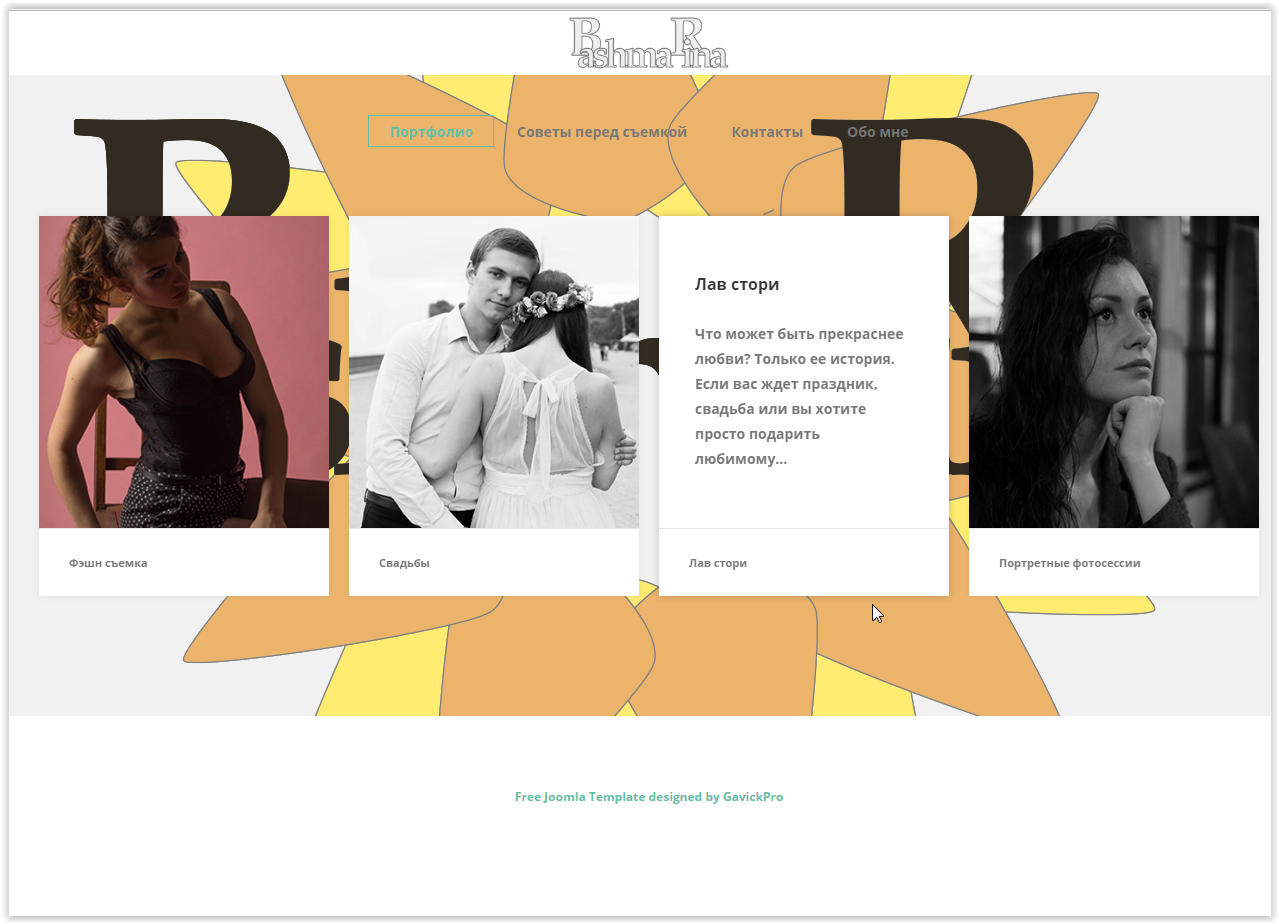 BashmaRina
Портфолио Советы перед съемкой Контакты Обо мне
B R
Лав стори
Что может быть прекраснее
любви? Только ее история.
Если вас ждет праздник,
свадьба или вы хотите
просто подарить
любимому...
Фэшн съемка Свадьбы Лав стори Портретные фотосессии
Free Joomla Template designed by GavickPro